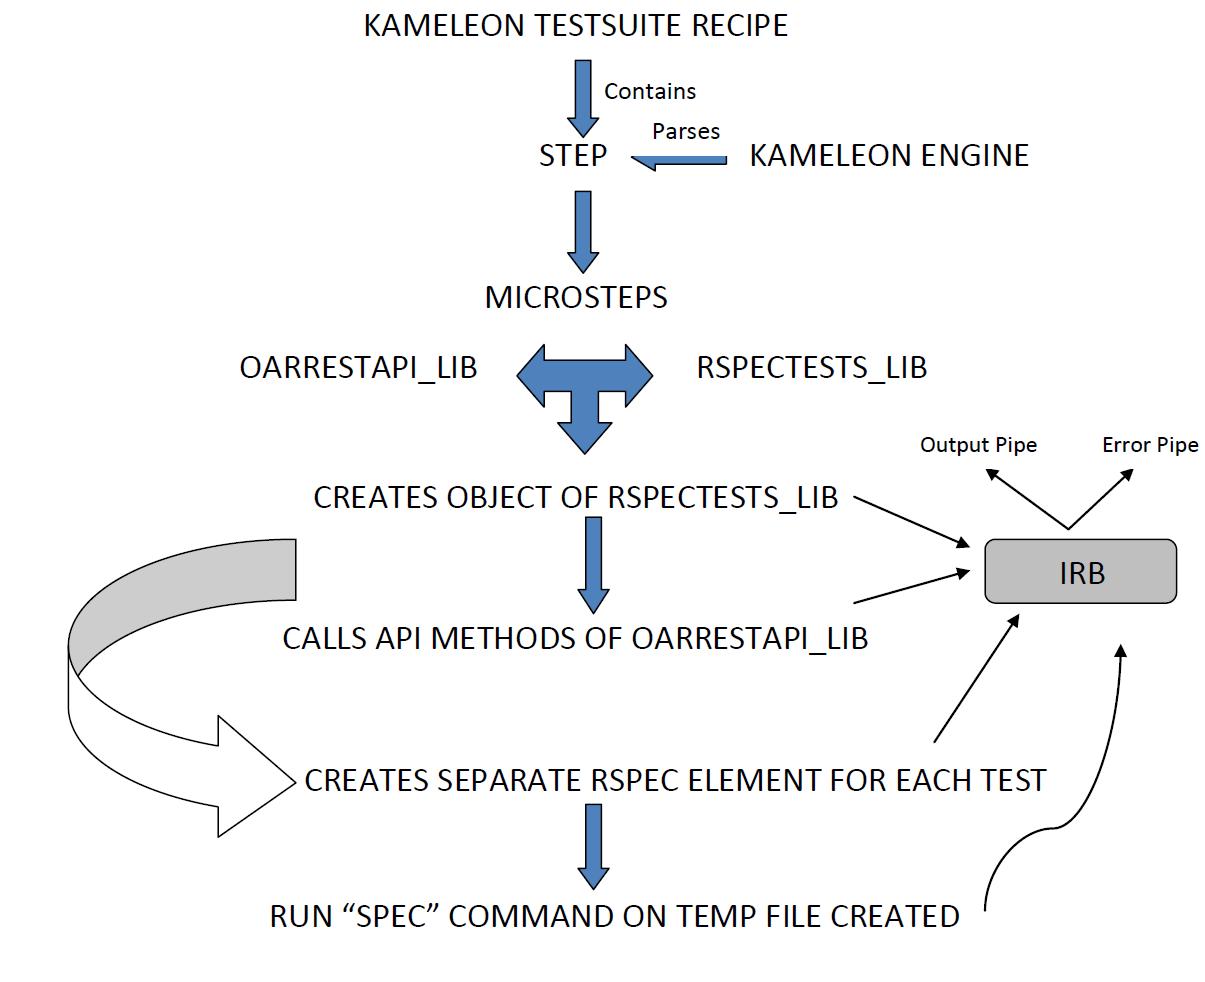 KAMELEON TESTSUITE RECIPE
Contains
Parses
STEP
KAMELEON ENGINE
MICROSTEPS
OARRESTAPI_LIB
RSPECTESTS_LIB
Output Pipe
Error Pipe
CREATES OBJECT OF RSPECTESTS_LIB
IRB
CALLS API METHODS OF OARRESTAPI_LIB
CREATES SEPARATE RSPEC ELEMENT FOR EACH TEST
RUN “SPEC” COMMAND ON TEMP FILE CREATED